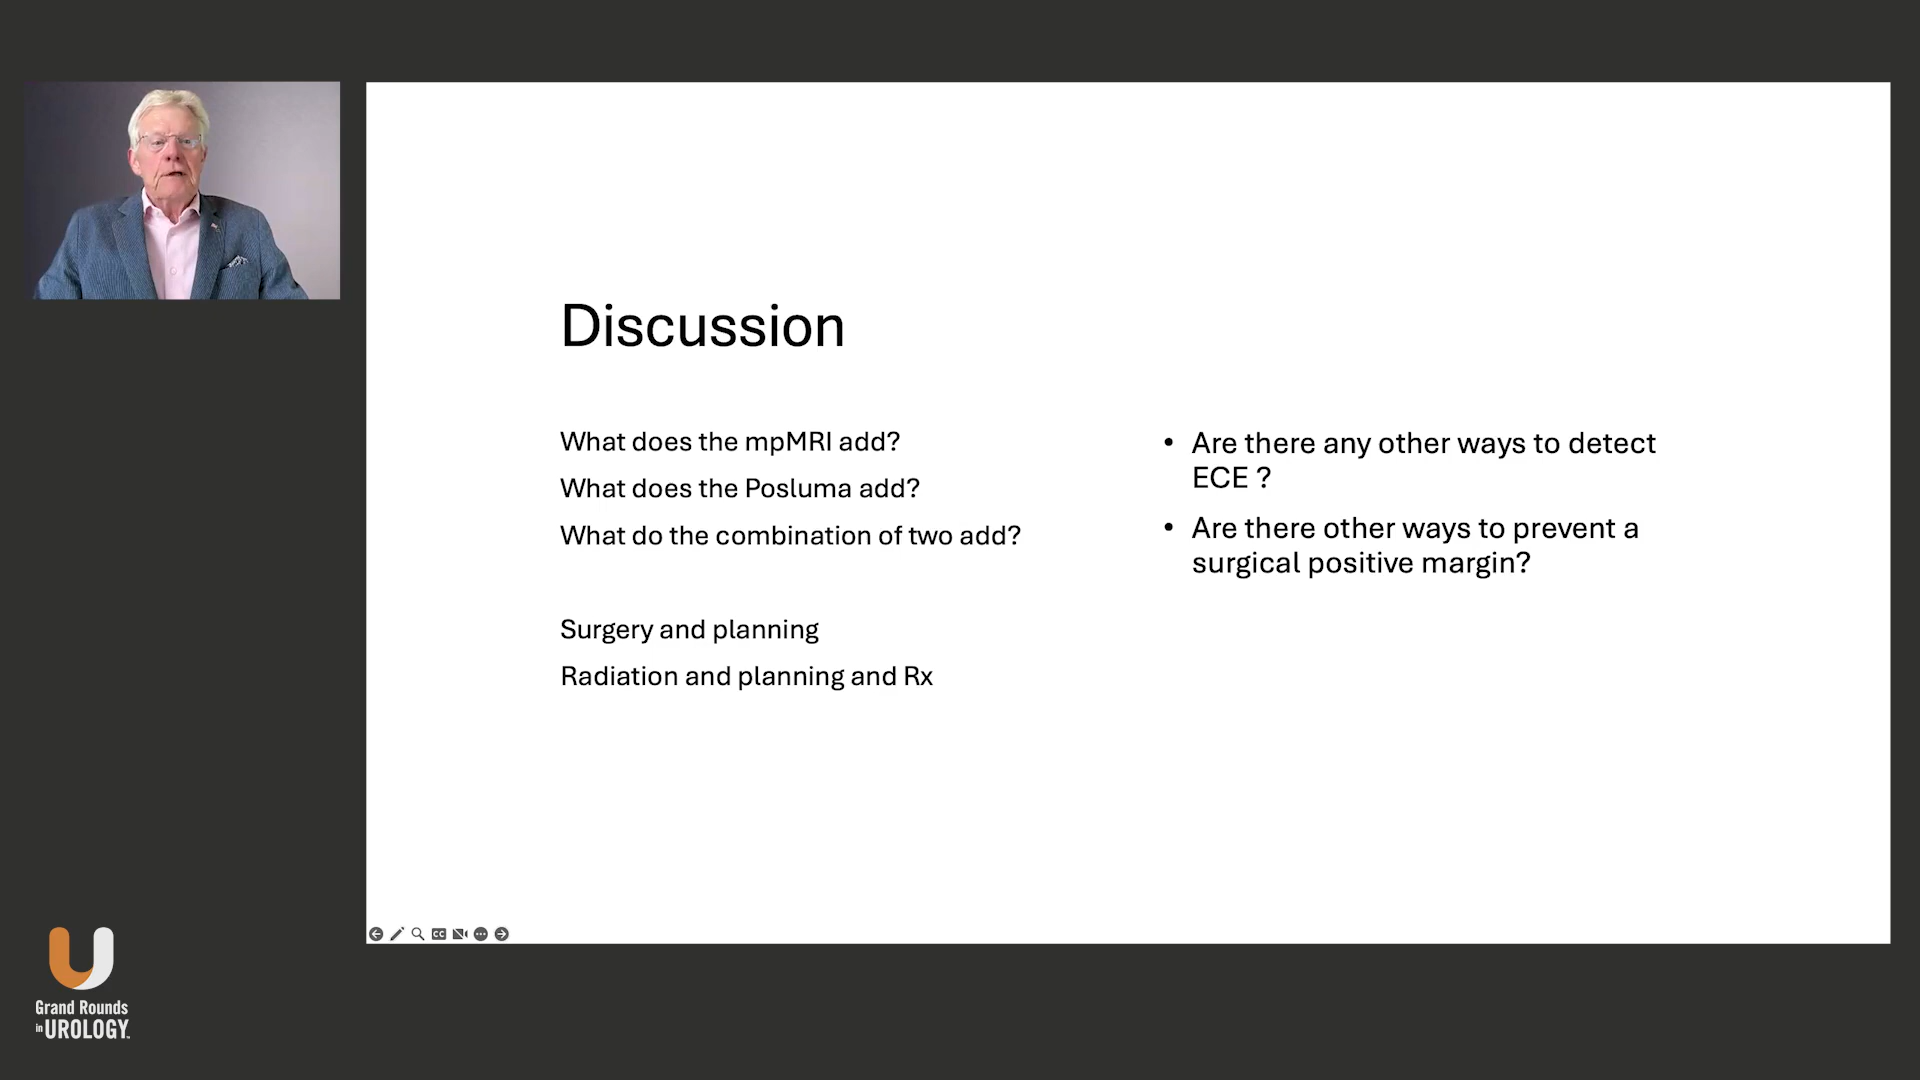 Discussion
What does the mpMRI add?
What does the Posluma add?
What do the combination of two add?
Surgery and planning
Radiation and planning and Rx
• Are there any other ways to detect
ECE ?
• Are there other ways to prevent a
surgical positive margin?
CC
U
Grand Rounds
in UROLOGY™